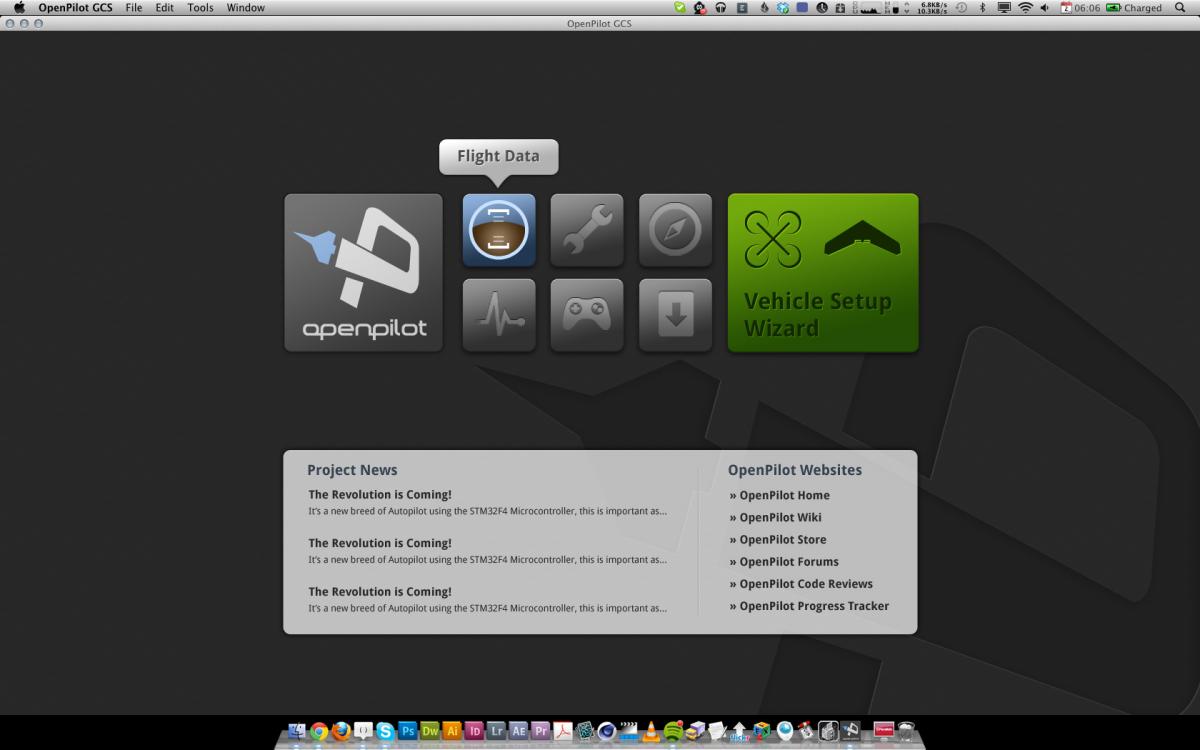 OpenPilot GCS File Edit Tools Window 6.8KB/s 10.3KB/s 06:06 Charged
OpenPilot GCS
Flight Data
openpilot
Vehicle Setup
Wizard
Project News
The Revolution is Coming!
It's a new breed of Autopilot using the STM32F4 Microcontroller, this is important as...
The Revolution is Coming!
It's a new breed of Autopilot using the STM32F4 Microcontroller, this is important as...
The Revolution is Coming!
It's a new breed of Autopilot using the STM32F4 Microcontroller, this is important as...
OpenPilot Websites
» OpenPilot Home
» OpenPilot Wiki
» OpenPilot Store
» OpenPilot Forums
» OpenPilot Code Reviews
» OpenPilot Progress Tracker
Ps Dw Ai Id Lr AE Pr
flickr